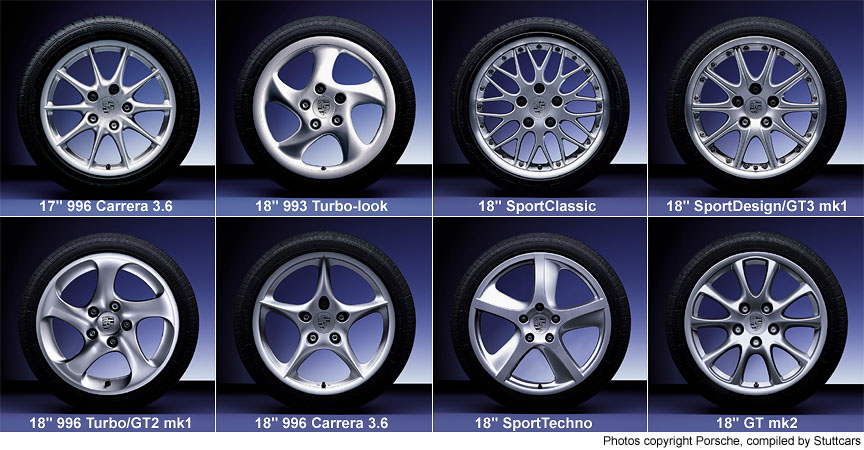 17" 996 Carrera 3.6
18" 993 Turbo-look
18" SportClassic
18" SportDesign/GT3 mk1
18" 996 Turbo/GT2 mk1
18" 996 Carrera 3.6
18" SportTechno
18" GT mk2
Photos copyright Porsche, compiled by Stuttcars